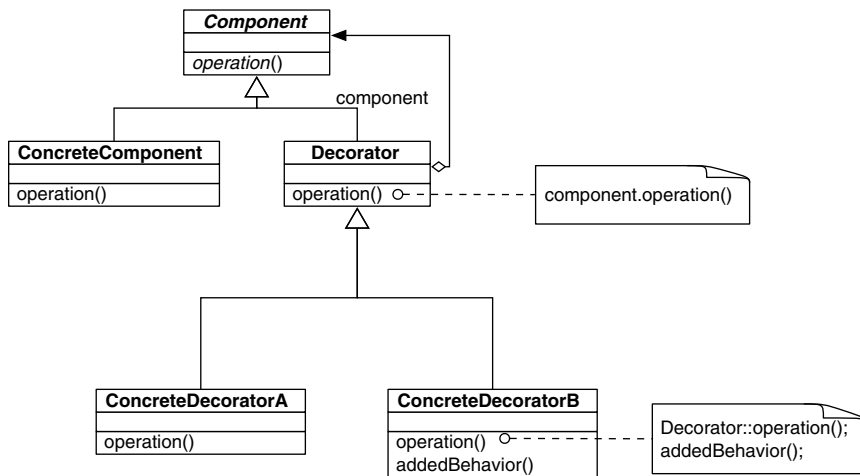 Component
operation()
component
ConcreteComponent
operation()
Decorator
operation()
component.operation()
ConcreteDecoratorA
operation()
ConcreteDecoratorB
operation()
addedBehavior()
Decorator::operation();
addedBehavior();